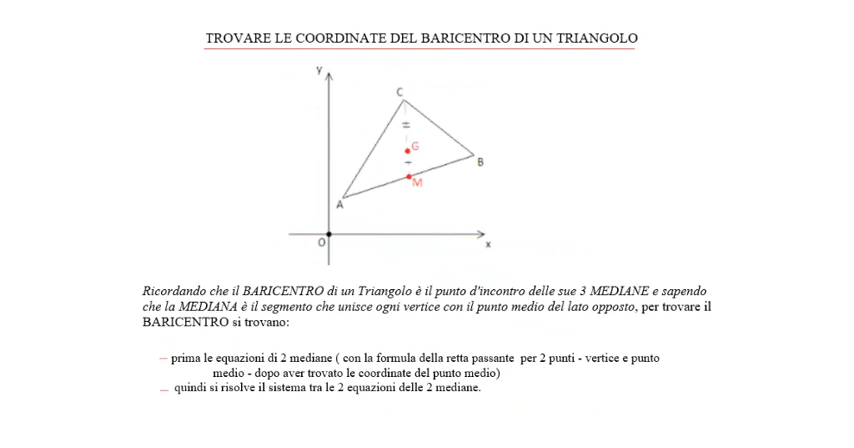 TROVARE LE COORDINATE DEL BARICENTRO DI UN TRIANGOLO
y
C
G
B
M
A
O
x
Ricordando che il BARICENTRO di un Triangolo è il punto d'incontro delle sue 3 MEDIANE e sapendo
che la MEDIANA è il segmento che unisce ogni vertice con il punto medio del lato opposto, per trovare il
BARICENTRO si trovano:
– prima le equazioni di 2 mediane ( con la formula della retta passante per 2 punti - vertice e punto
medio - dopo aver trovato le coordinate del punto medio)
– quindi si risolve il sistema tra le 2 equazioni delle 2 mediane.